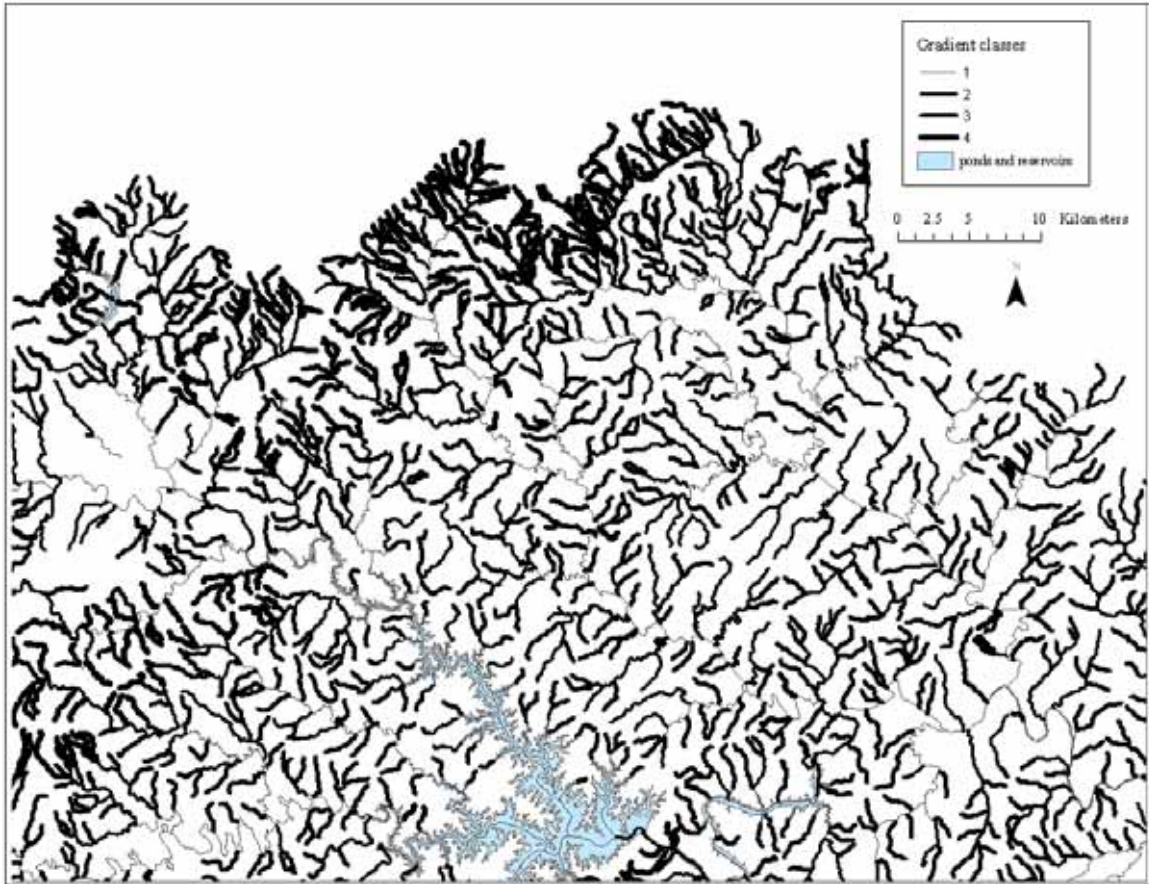 Gradient classes
1
2
3
4
ponds and reservoirs
0 2.5 5 10 Kilometers
N